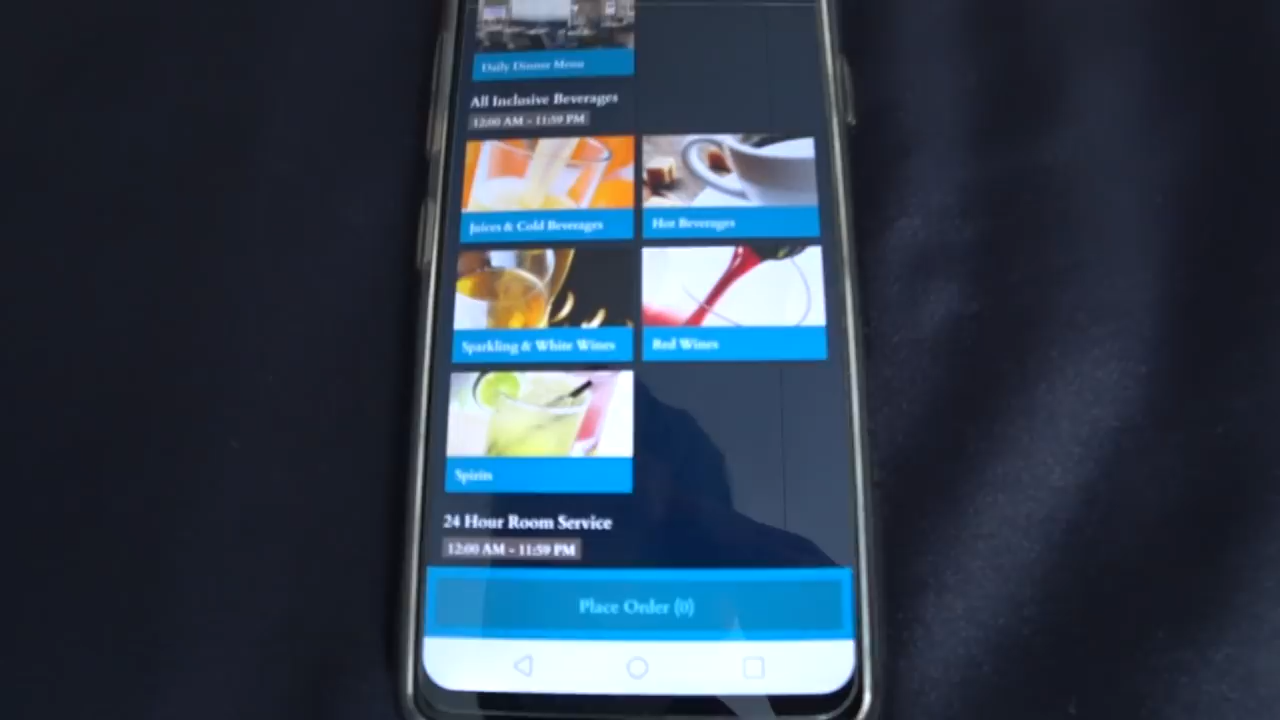 Daily Dinner Menu
All Inclusive Beverages
12:00 AM - 11:59 PM
Juices & Cold Beverages
Hot Beverages
Sparkling & White Wines
Red Wines
Spirits
24 Hour Room Service
12:00 AM - 11:59 PM
Place Order (0)